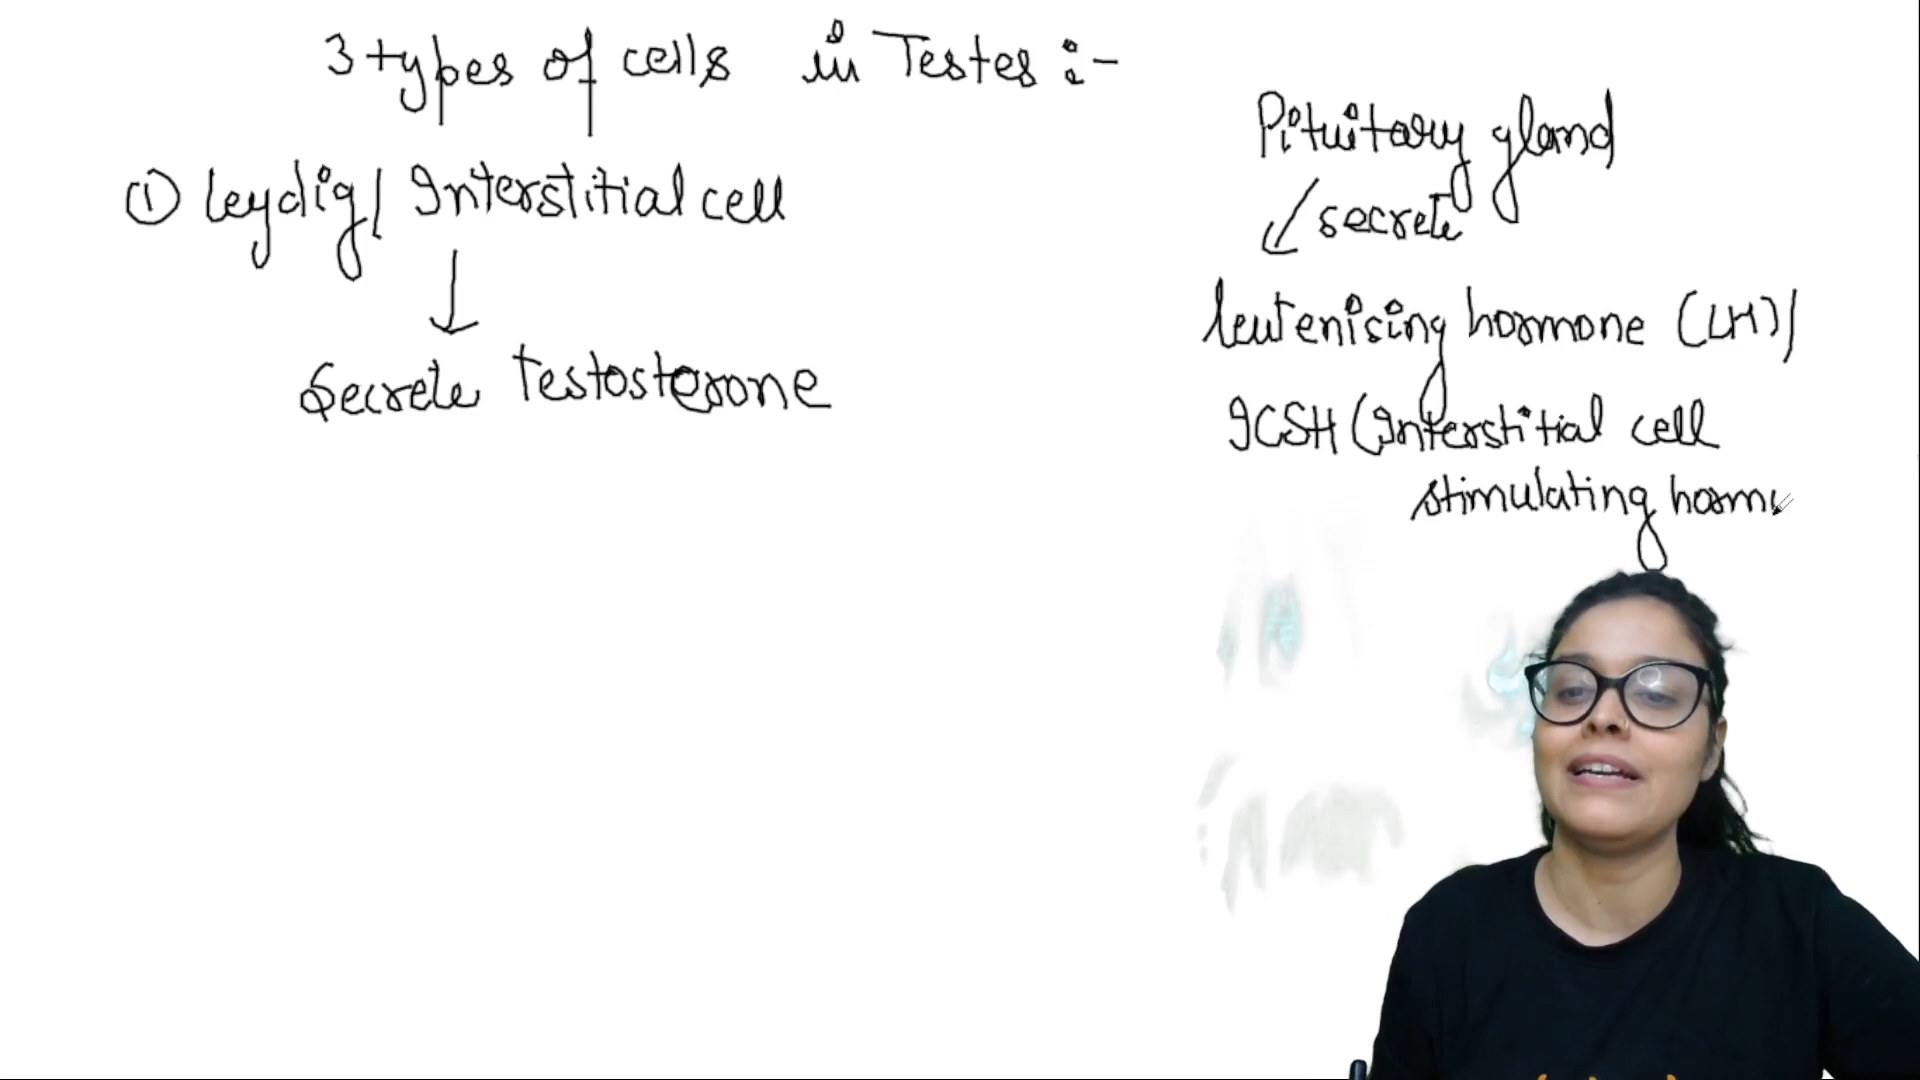 3 types of cells in Testes :-
① Leydig/ Interstitial cell
↓
Secrete Testosterone
Pituitary gland
↙ secrete
leutenising hormone (LH)/
ICSH (Interstitial cell
stimulating hormo